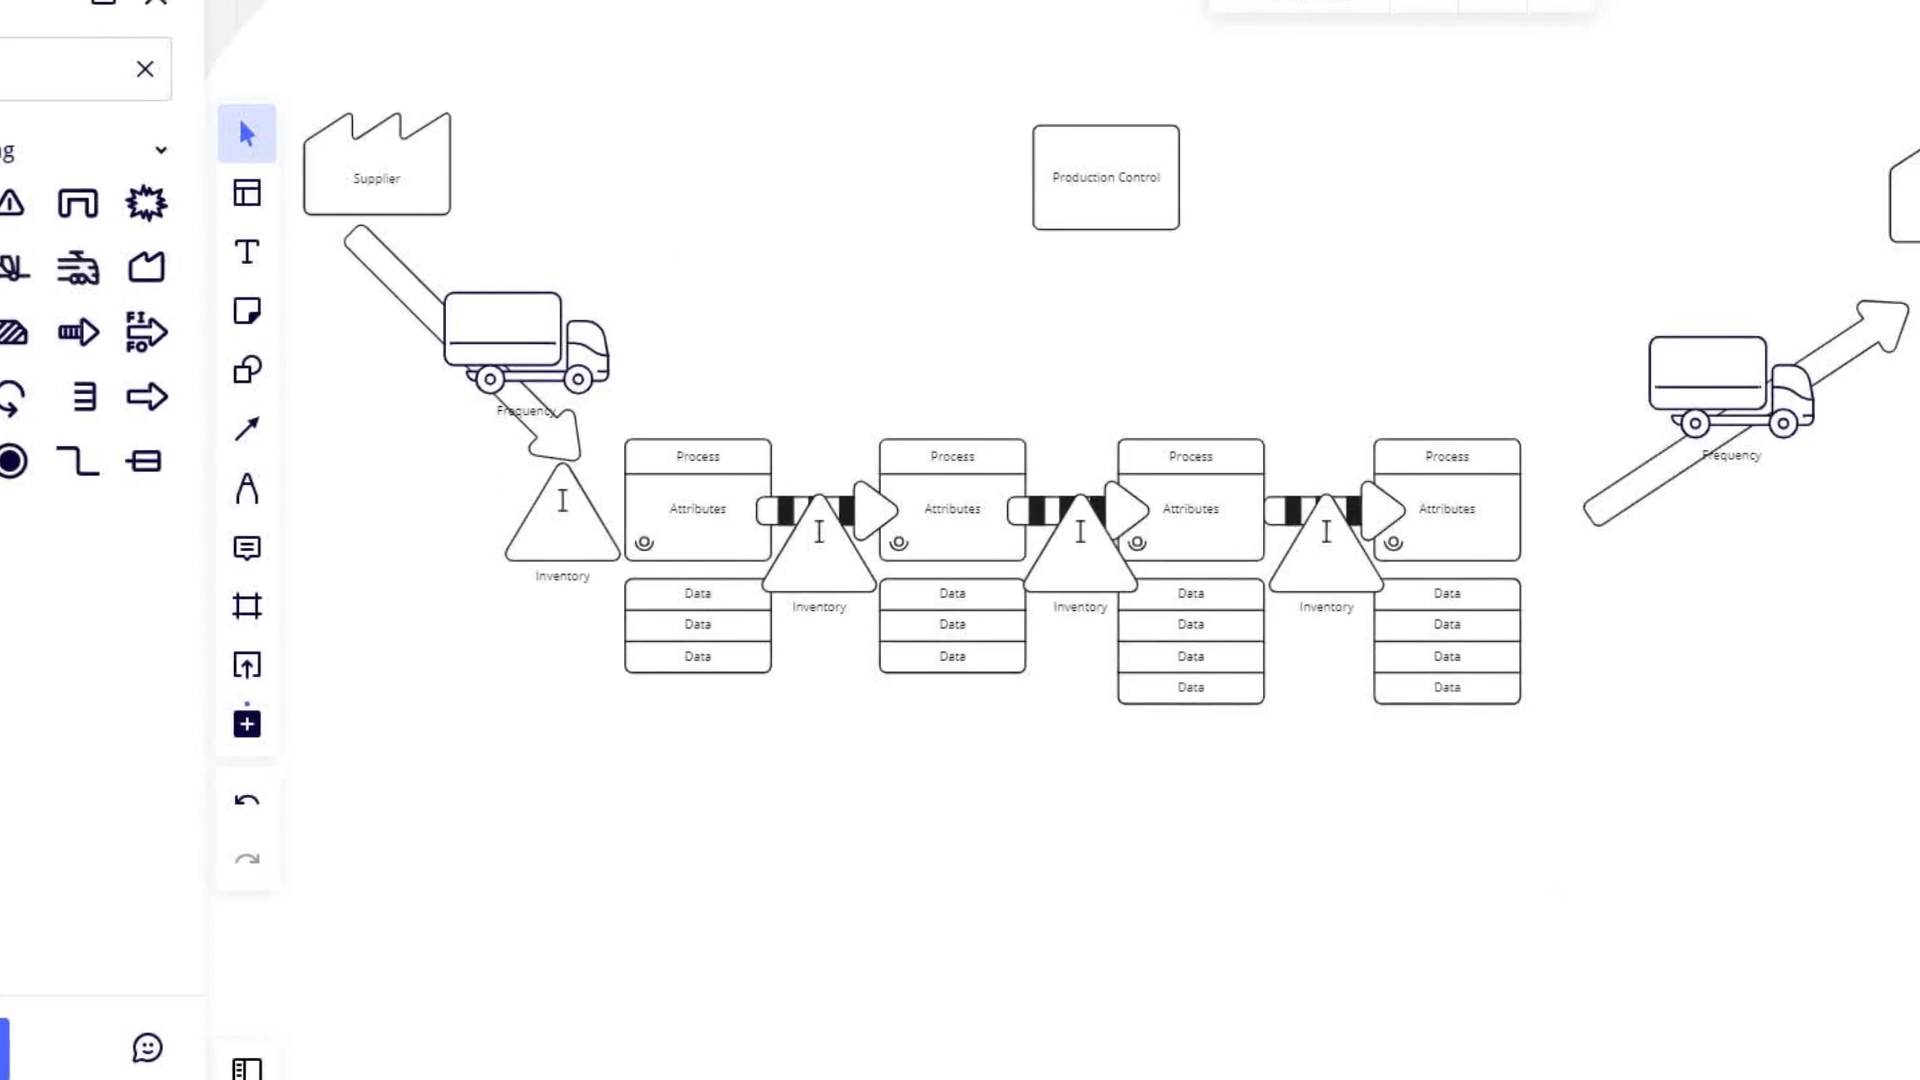 g
FI
FO
Supplier
Production Control
Frequency
Frequency
Process
Process
Process
Process
I
I
I
I
Attributes
Attributes
Attributes
Attributes
Inventory
Inventory
Inventory
Inventory
Data
Data
Data
Data
Data
Data
Data
Data
Data
Data
Data
Data
Data
Data